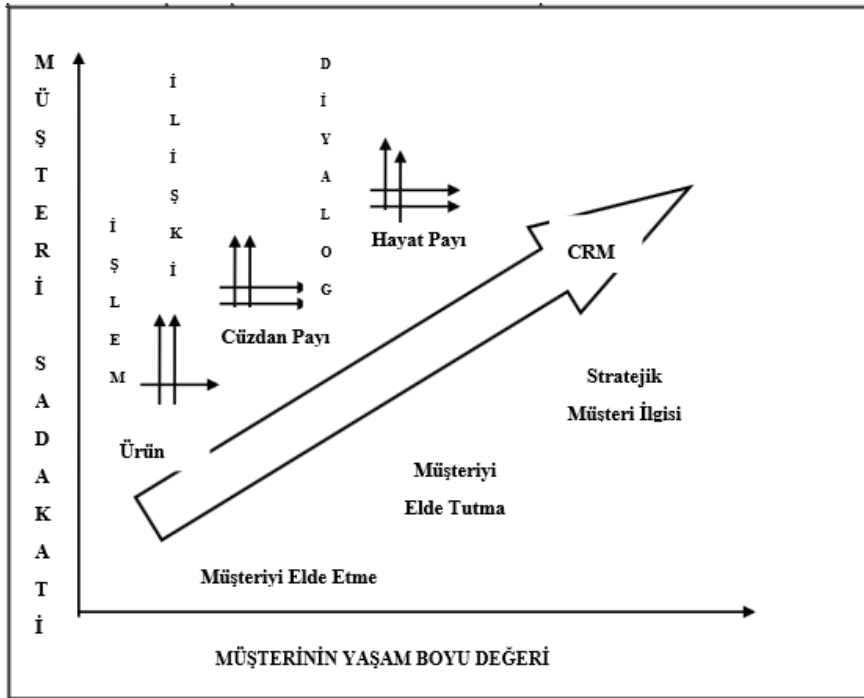 MÜŞTERİ SADAKATİ
İŞLEM
İLİŞKİ
DİYALOG
Hayat Payı
CRM
Cüzdan Payı
Stratejik
Müşteri İlgisi
Ürün
Müşteriyi
Elde Tutma
Müşteriyi Elde Etme
MÜŞTERİNİN YAŞAM BOYU DEĞERİ